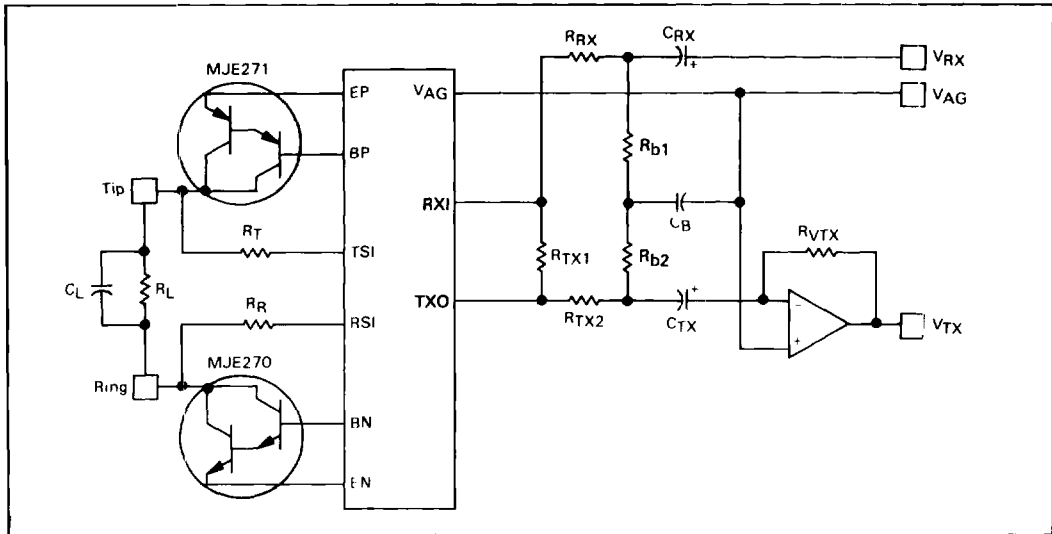 MJE271
EP
BP
VAG
RXI
TSI
RSI
TXO
BN
EN
Tip
Ring
CL
RL
RT
RR
MJE270
RRX
CRX
+
VRX
VAG
Rb1
CB
RTX1
Rb2
RTX2
CTX
+
RVTX
−
+
VTX